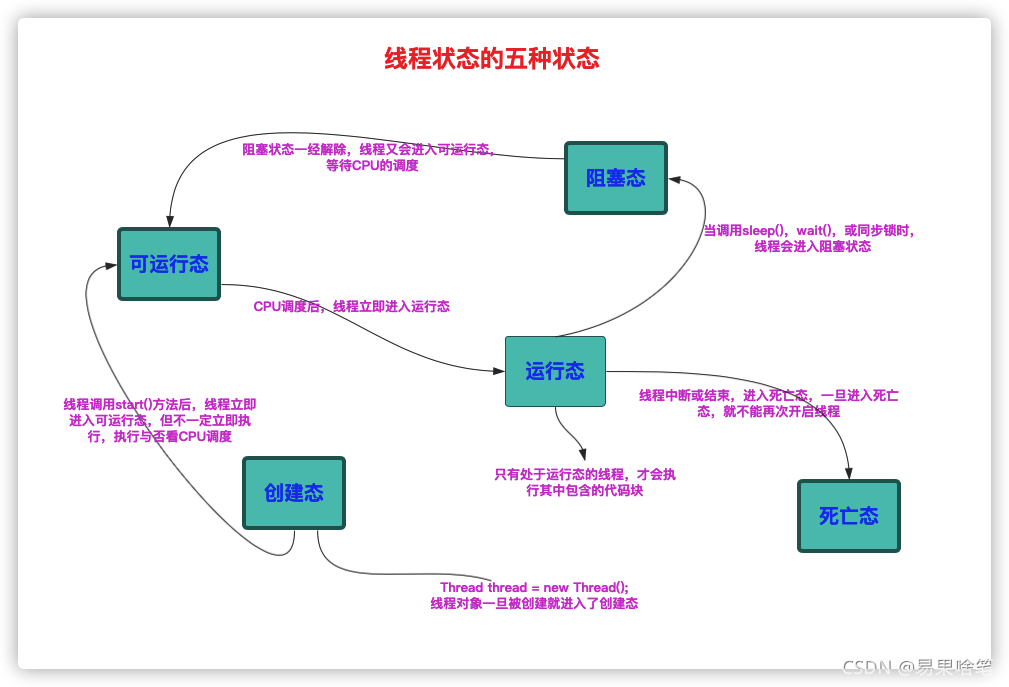 线程状态的五种状态
阻塞状态一经解除，线程又会进入可运行态，
等待CPU的调度
阻塞态
当调用sleep()，wait()，或同步锁时，
线程会进入阻塞状态
可运行态
CPU调度后，线程立即进入运行态
运行态
线程中断或结束，进入死亡态，一旦进入死亡
态，就不能再次开启线程
线程调用start()方法后，线程立即
进入可运行态，但不一定立即执
行，执行与否看CPU调度
只有处于运行态的线程，才会执
行其中包含的代码块
创建态
死亡态
Thread thread = new Thread();
线程对象一旦被创建就进入了创建态
CSDN @易果啥笔